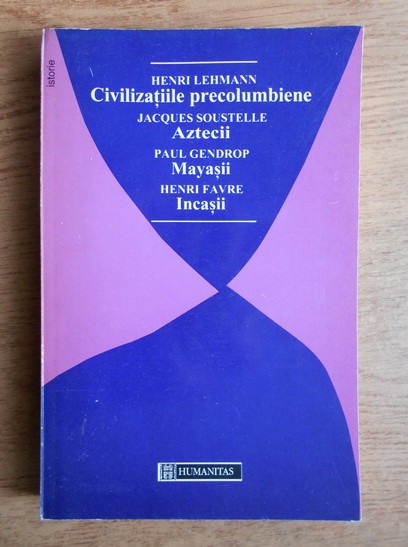 istorie
HENRI LEHMANN
Civilizațiile precolumbiene
JACQUES SOUSTELLE
Aztecii
PAUL GENDROP
Mayașii
HENRI FAVRE
Incașii
HUMANITAS